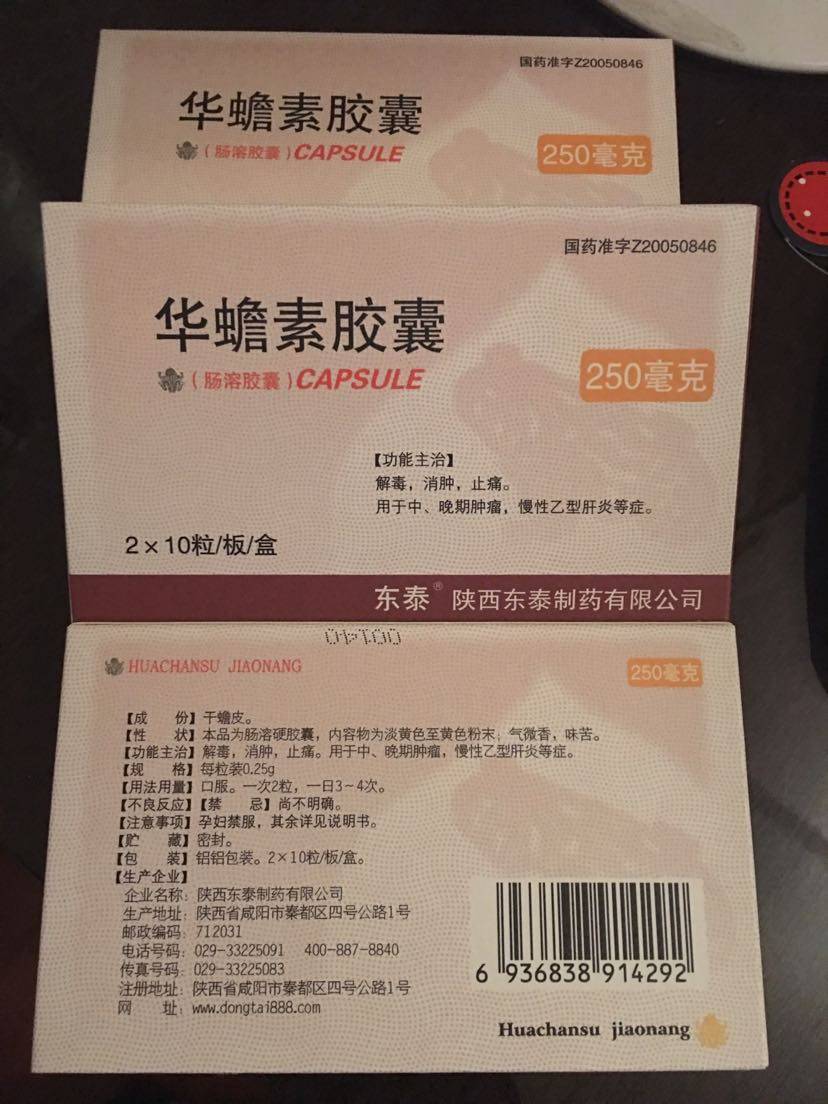 国药准字Z20050846
华蟾素胶囊
(肠溶胶囊)CAPSULE
250毫克
国药准字Z20050846
华蟾素胶囊
(肠溶胶囊)CAPSULE
250毫克
【功能主治】
解毒，消肿，止痛。
用于中、晚期肿瘤，慢性乙型肝炎等症。
2×10粒/板/盒
东泰® 陕西东泰制药有限公司
HUACHANSU JIAONANG
250毫克
【成 份】干蟾皮。
【性 状】本品为肠溶硬胶囊，内容物为淡黄色至黄色粉末；气微香，味苦。
【功能主治】解毒，消肿，止痛。用于中、晚期肿瘤，慢性乙型肝炎等症。
【规 格】每粒装0.25g
【用法用量】口服。一次2粒，一日3~4次。
【不良反应】【禁 忌】尚不明确。
【注意事项】孕妇禁服，其余详见说明书。
【贮 藏】密封。
【包 装】铝铝包装。2×10粒/板/盒。
【生产企业】
企业名称：陕西东泰制药有限公司
生产地址：陕西省咸阳市秦都区四号公路1号
邮政编码：712031
电话号码：029-33225091 400-887-8840
传真号码：029-33225083
注册地址：陕西省咸阳市秦都区四号公路1号
网 址：www.dongtai888.com
6 936838 914292
Huachansu jiaonang